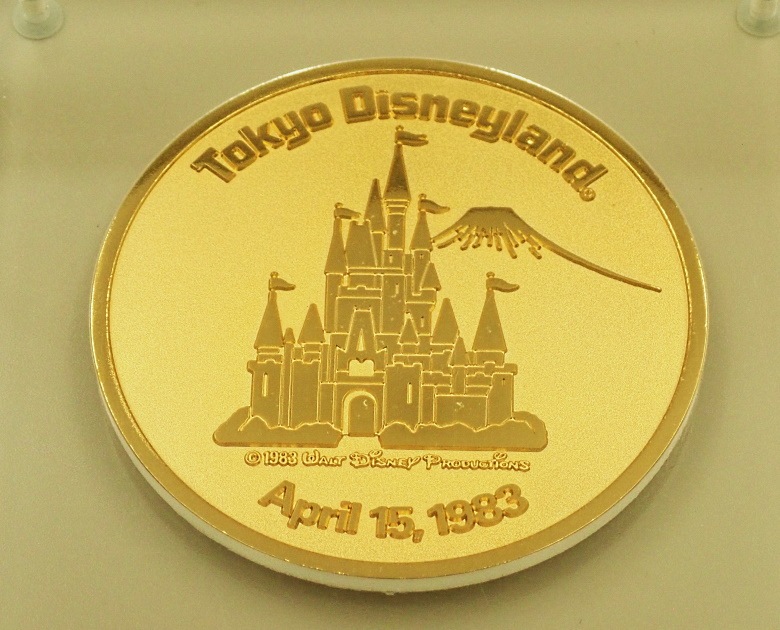 Tokyo Disneyland®
© 1983 WALT DISNEY PRODUCTIONS
April 15, 1983